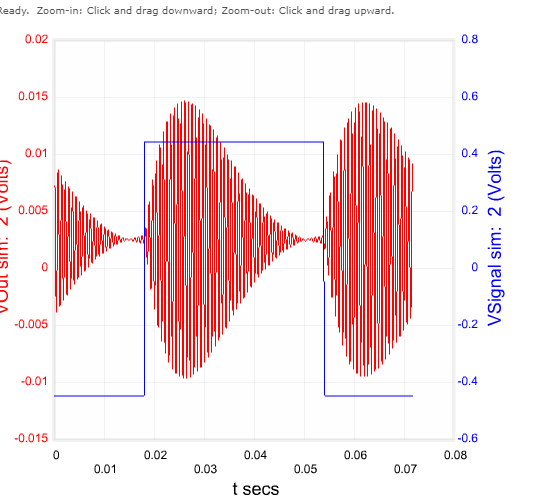 Ready.  Zoom-in: Click and drag downward; Zoom-out: Click and drag upward.
0.02
0.015
0.01
0.005
0
-0.005
-0.01
-0.015
VOut sim:  2 (Volts)
0.8
0.6
0.4
0.2
0
-0.2
-0.4
-0.6
VSignal sim:  2 (Volts)
0 0.02 0.04 0.06 0.08
0.01 0.03 0.05 0.07
t secs